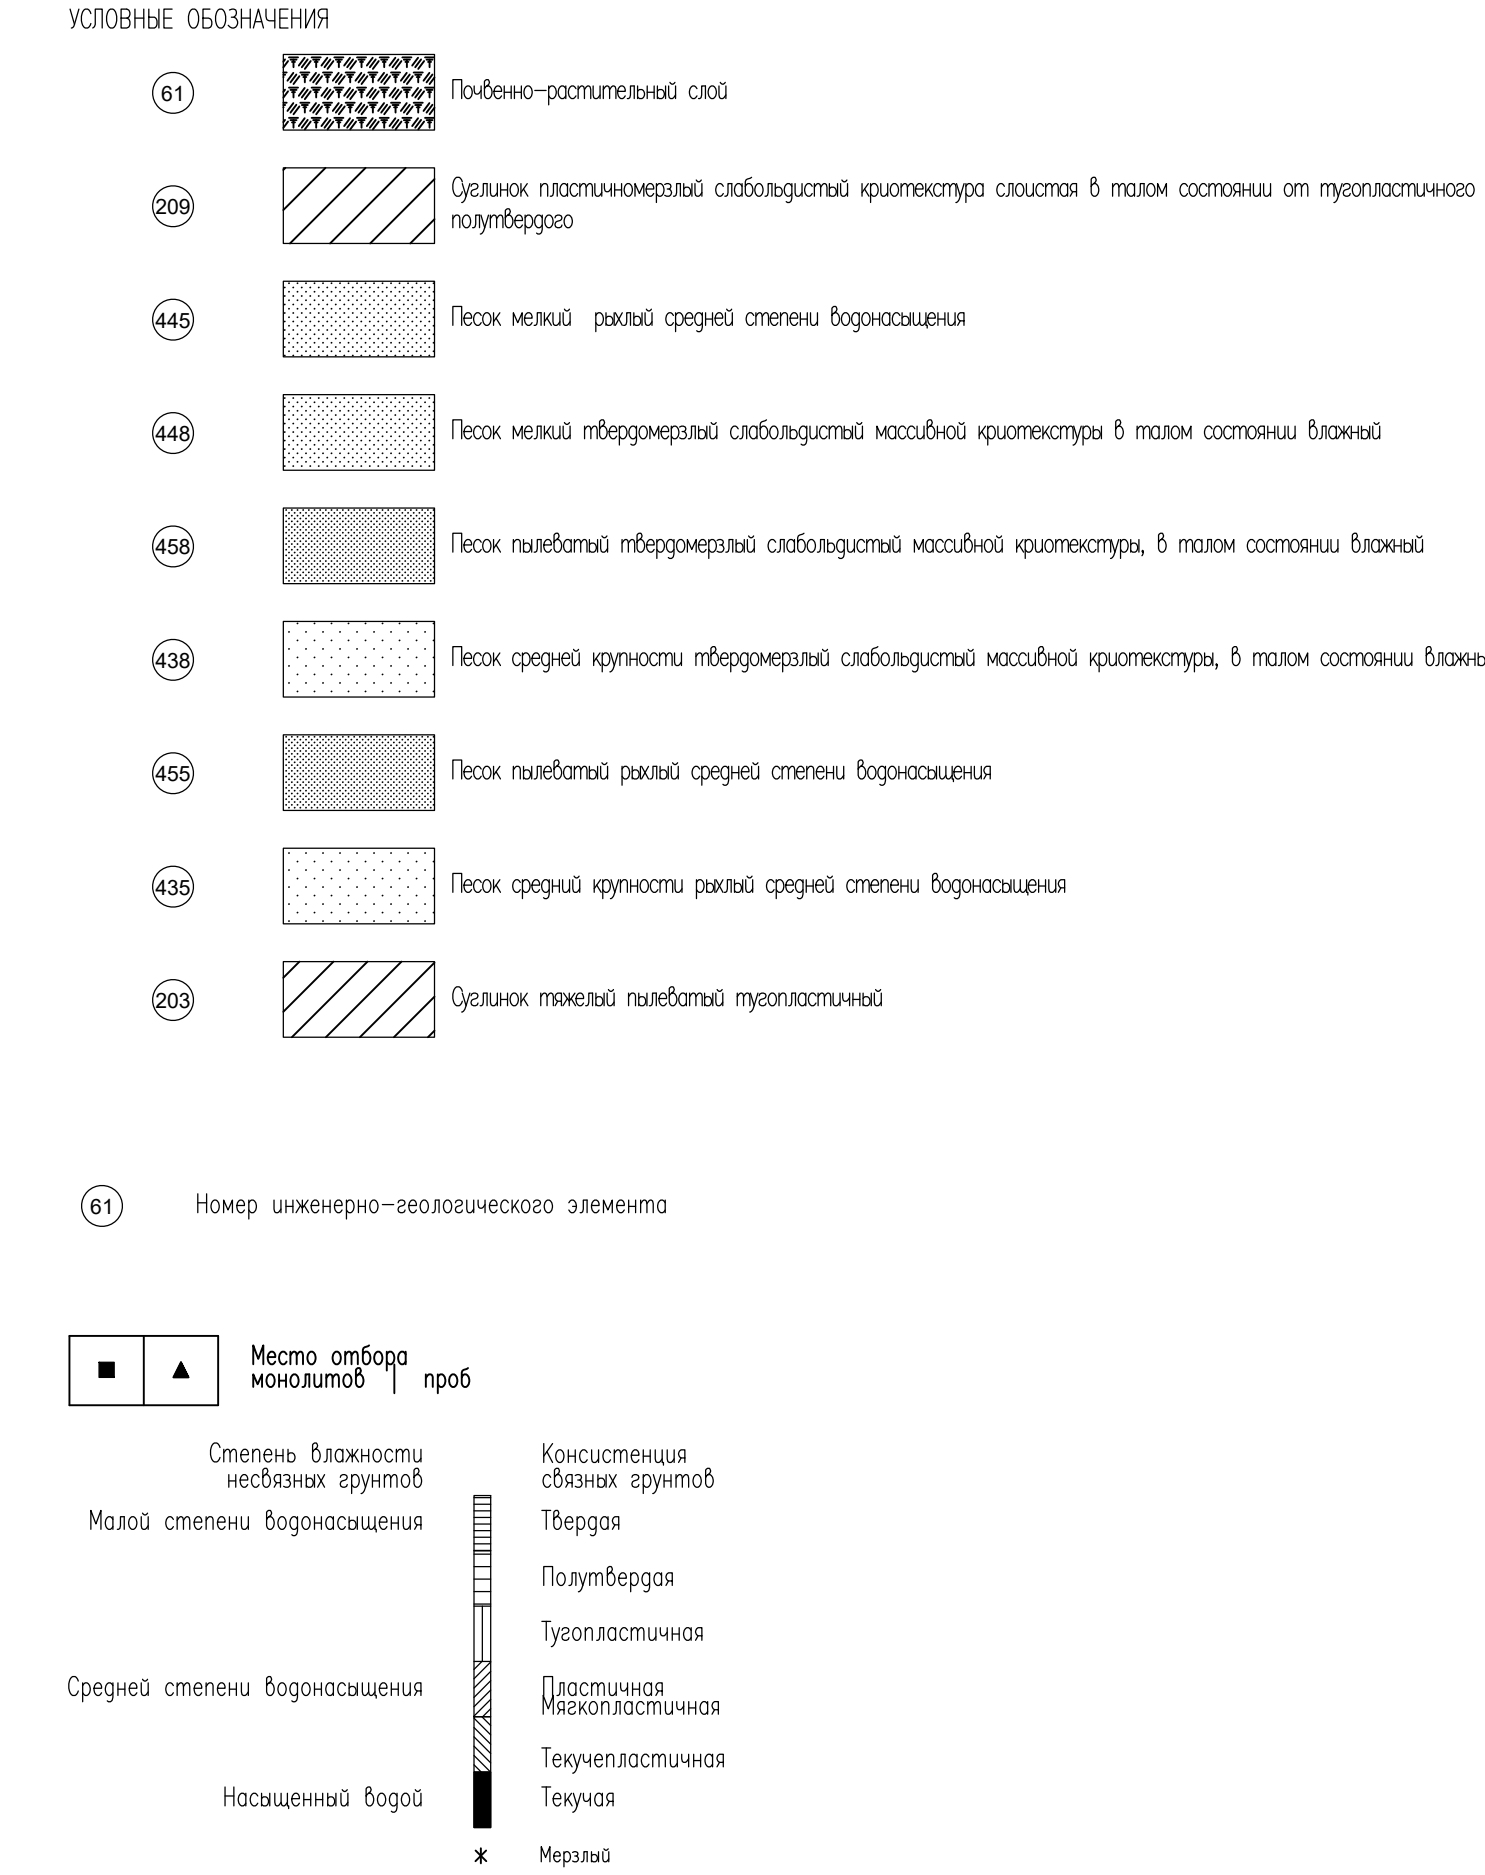 УСЛОВНЫЕ ОБОЗНАЧЕНИЯ
61 Почвенно-растительный слой
209 Суглинок пластичномерзлый слабольдистый криотекстура слоистая в талом состоянии от тугопластичного
полутвердого
445 Песок мелкий рыхлый средней степени водонасыщения
448 Песок мелкий твердомерзлый слабольдистый массивной криотекстуры в талом состоянии влажный
458 Песок пылеватый твердомерзлый слабольдистый массивной криотекстуры, в талом состоянии влажный
438 Песок средней крупности твердомерзлый слабольдистый массивной криотекстуры, в талом состоянии
455 Песок пылеватый рыхлый средней степени водонасыщения
435 Песок средний крупности рыхлый средней степени водонасыщения
203 Суглинок тяжелый пылеватый тугопластичный
61 Номер инженерно-геологического элемента
Место отбора
монолитов | проб
Степень влажности
несвязных грунтов
Консистенция
связных грунтов
Малой степени водонасыщения Твердая
Полутвердая
Тугопластичная
Средней степени водонасыщения Пластичная
Мягкопластичная
Текучепластичная
Насыщенный водой Текучая
Мерзлый